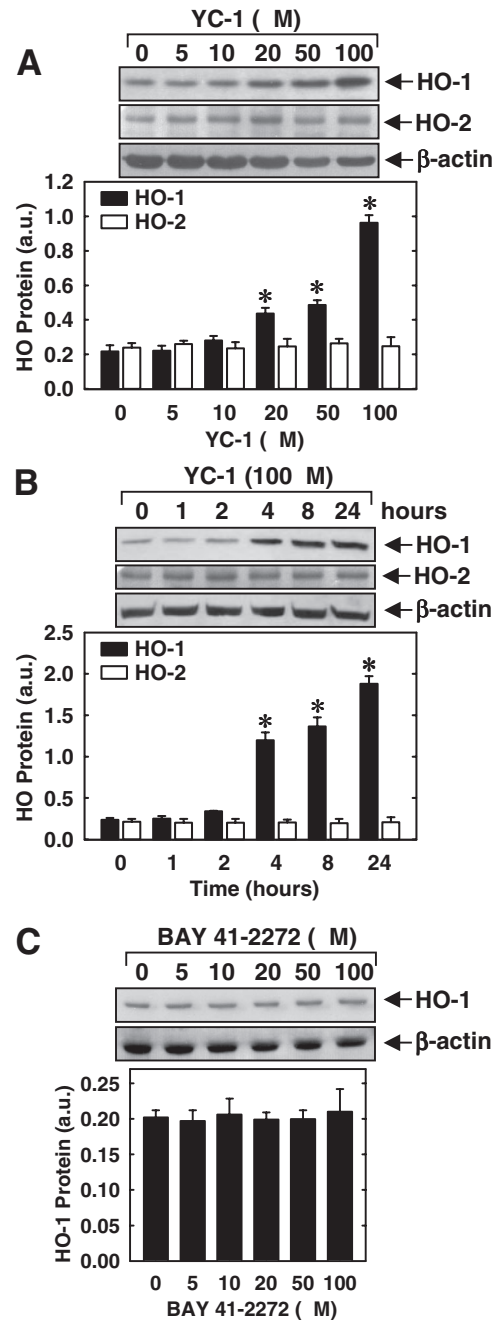 A
YC-1 ( M)
0 5 10 20 50 100
HO-1
HO-2
β-actin
1.2
1.0
0.8
0.6
0.4
0.2
0.0
HO Protein (a.u.)
HO-1
HO-2
* * *
0 5 10 20 50 100
YC-1 ( M)
B
YC-1 (100 M)
0 1 2 4 8 24 hours
HO-1
HO-2
β-actin
2.5
2.0
1.5
1.0
0.5
0.0
HO Protein (a.u.)
HO-1
HO-2
* * *
0 1 2 4 8 24
Time (hours)
C
BAY 41-2272 ( M)
0 5 10 20 50 100
HO-1
β-actin
0.25
0.20
0.15
0.10
0.05
0.00
HO-1 Protein (a.u.)
0 5 10 20 50 100
BAY 41-2272 ( M)